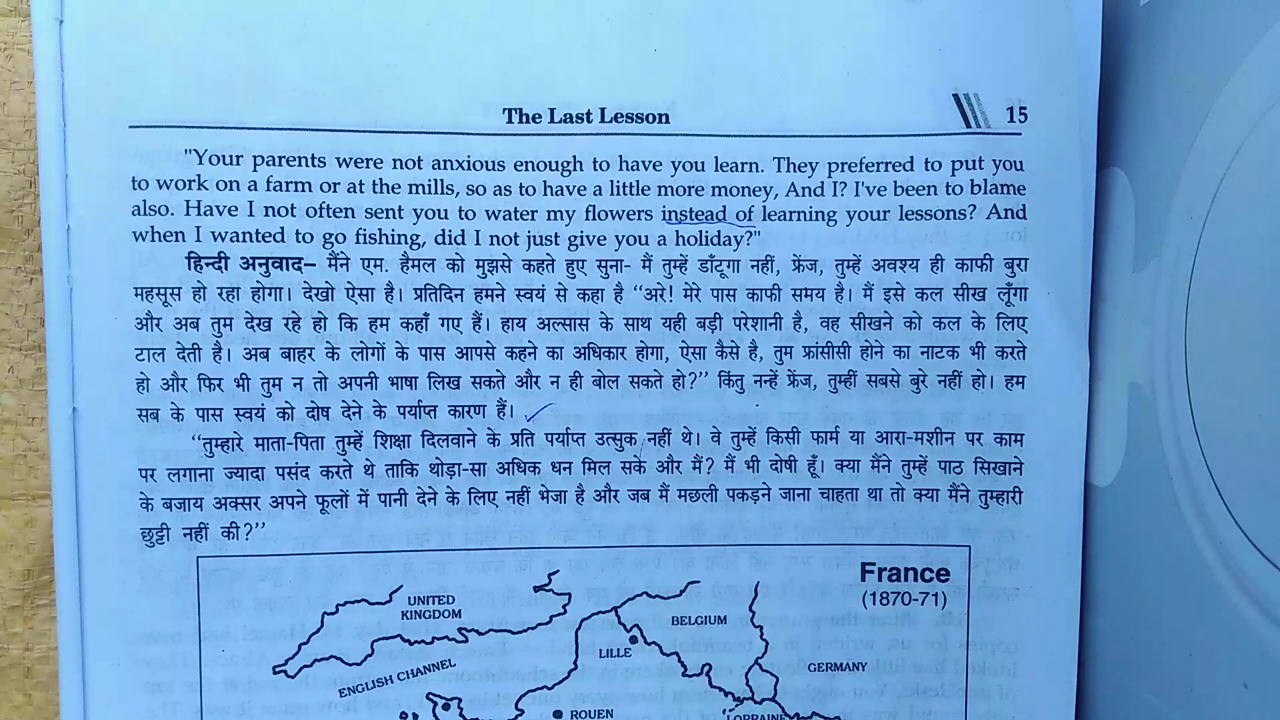 The Last Lesson 15
"Your parents were not anxious enough to have you learn. They preferred to put you
to work on a farm or at the mills, so as to have a little more money, And I? I've been to blame
also. Have I not often sent you to water my flowers instead of learning your lessons? And
when I wanted to go fishing, did I not just give you a holiday?"
हिन्दी अनुवाद– मैंने एम. हैमल को मुझसे कहते हुए सुना- मैं तुम्हें डाँटूगा नहीं, फ्रेंज, तुम्हें अवश्य ही काफी बुरा
महसूस हो रहा होगा। देखो ऐसा है। प्रतिदिन हमने स्वयं से कहा है ‘‘अरे! मेरे पास काफी समय है। मैं इसे कल सीख लूँगा
और अब तुम देख रहे हो कि हम कहाँ गए हैं। हाय अल्सास के साथ यही बड़ी परेशानी है, वह सीखने को कल के लिए
टाल देती है। अब बाहर के लोगों के पास आपसे कहने का अधिकार होगा, ऐसा कैसे है, तुम फ्रांसीसी होने का नाटक भी करते
हो और फिर भी तुम न तो अपनी भाषा लिख सकते और न ही बोल सकते हो?’’ किंतु नन्हें फ्रेंज, तुम्हीं सबसे बुरे नहीं हो। हम
सब के पास स्वयं को दोष देने के पर्याप्त कारण हैं।
‘‘तुम्हारे माता-पिता तुम्हें शिक्षा दिलवाने के प्रति पर्याप्त उत्सुक नहीं थे। वे तुम्हें किसी फार्म या आरा-मशीन पर काम
पर लगाना ज्यादा पसंद करते थे ताकि थोड़ा-सा अधिक धन मिल सके और मैं? मैं भी दोषी हूँ। क्या मैंने तुम्हें पाठ सिखाने
के बजाय अक्सर अपने फूलों में पानी देने के लिए नहीं भेजा है और जब मैं मछली पकड़ने जाना चाहता था तो क्या मैंने तुम्हारी
छुट्टी नहीं की?’’
France
(1870-71)
UNITED
KINGDOM
BELGIUM
LILLE
ENGLISH CHANNEL
GERMANY
ROUEN
LORRAINE